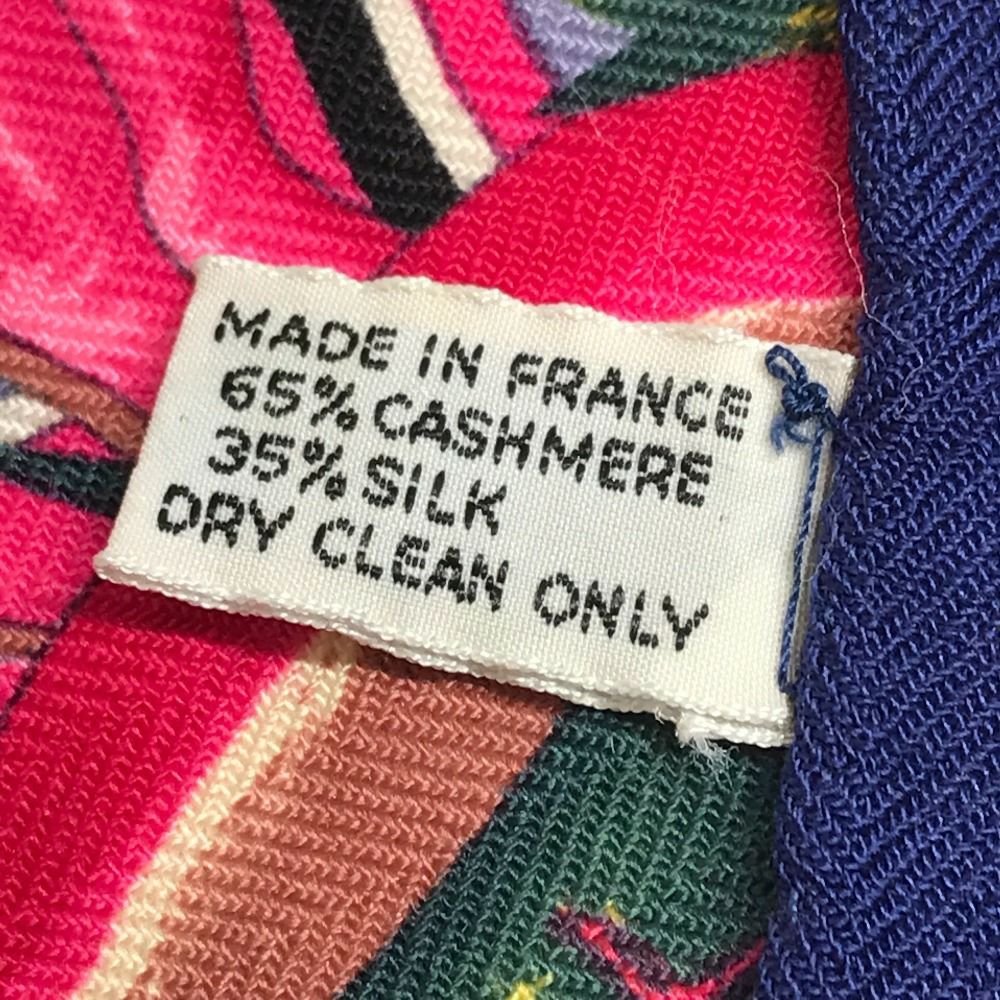 MADE IN FRANCE
65% CASHMERE
35% SILK
DRY CLEAN ONLY